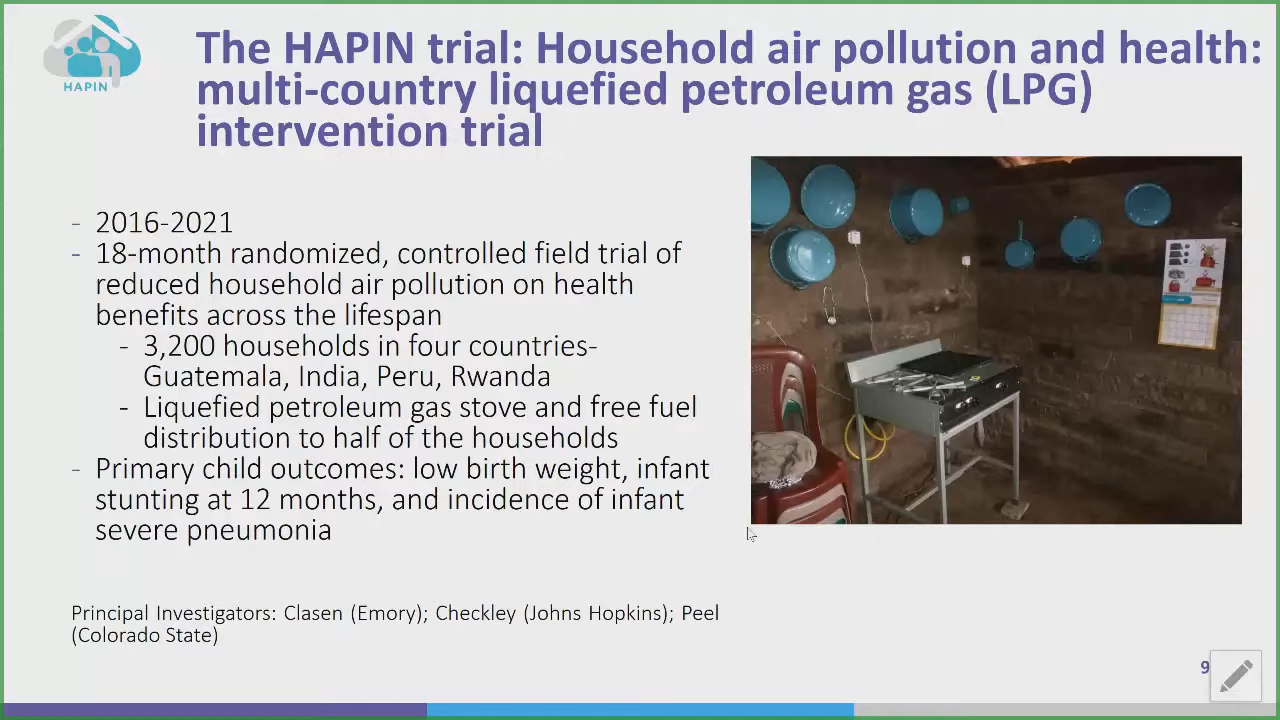 HAPIN
The HAPIN trial: Household air pollution and health:
multi-country liquefied petroleum gas (LPG)
intervention trial
- 2016-2021
- 18-month randomized, controlled field trial of
reduced household air pollution on health
benefits across the lifespan
- 3,200 households in four countries-
Guatemala, India, Peru, Rwanda
- Liquefied petroleum gas stove and free fuel
distribution to half of the households
- Primary child outcomes: low birth weight, infant
stunting at 12 months, and incidence of infant
severe pneumonia
Principal Investigators: Clasen (Emory); Checkley (Johns Hopkins); Peel
(Colorado State)
9